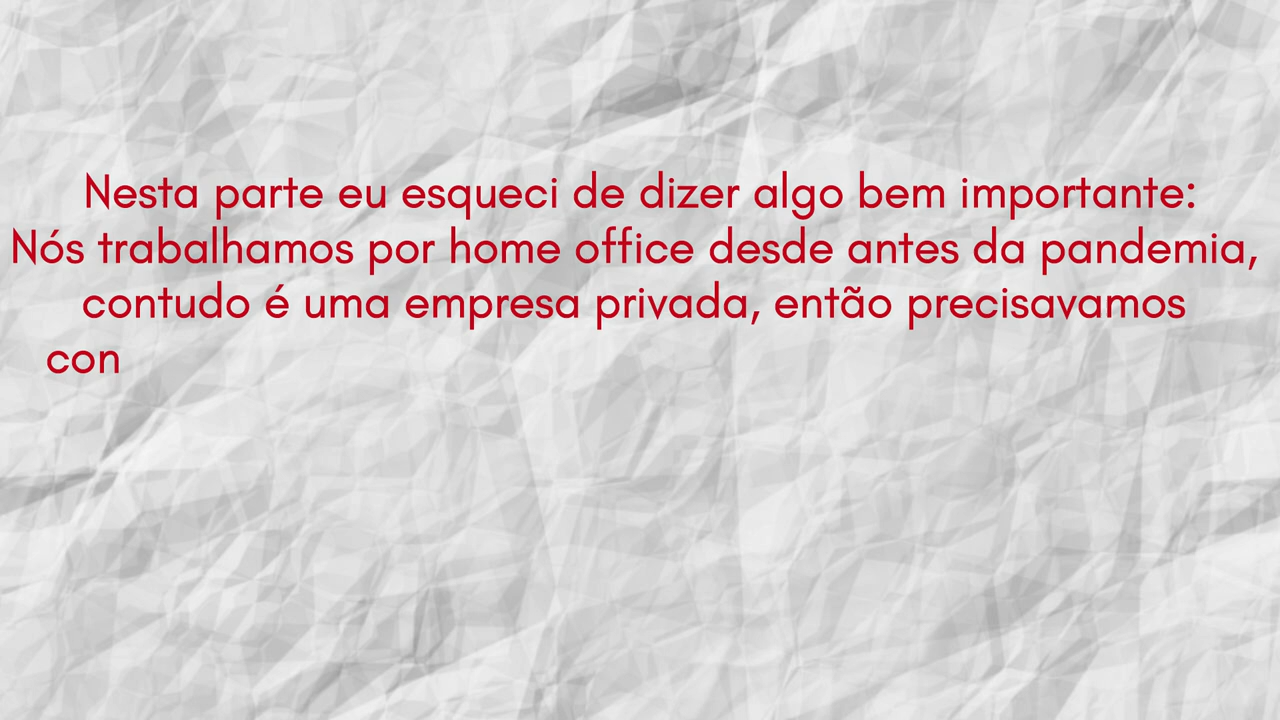 Nesta parte eu esqueci de dizer algo bem importante:
Nós trabalhamos por home office desde antes da pandemia,
contudo é uma empresa privada, então precisavamos
con